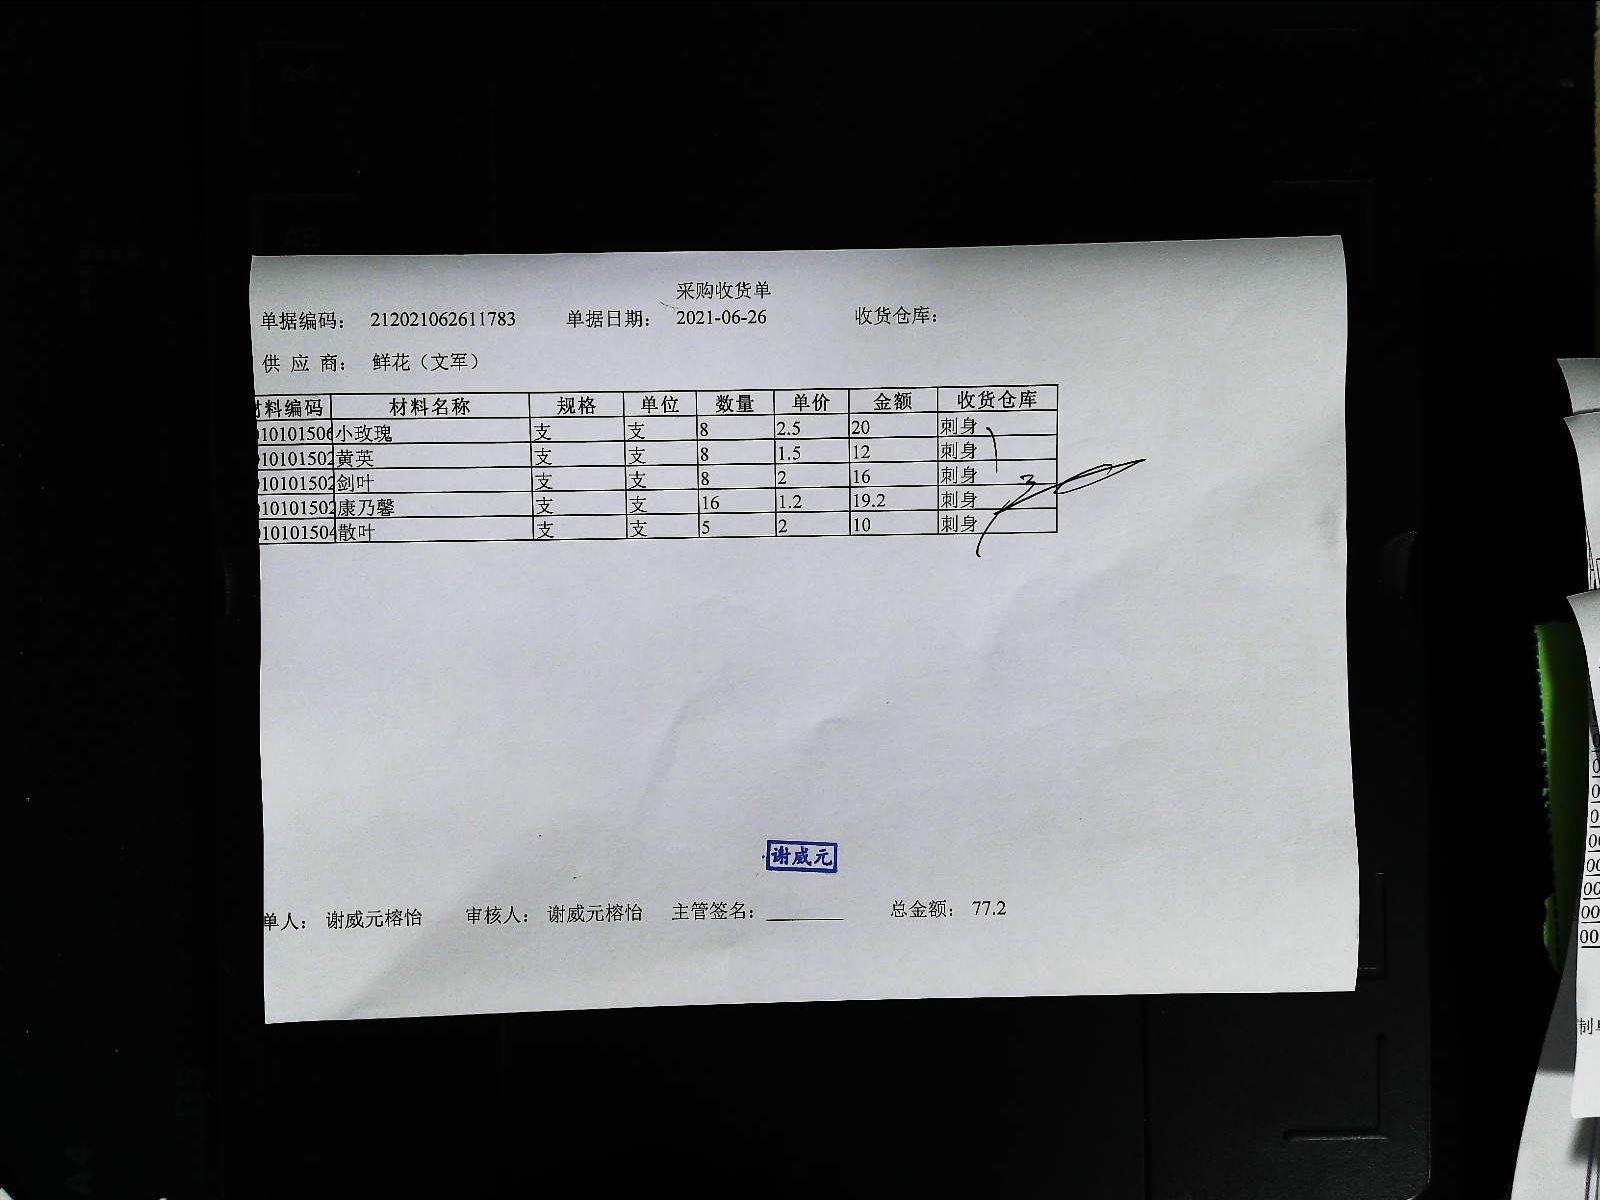 采购收货单
单据编码： 212021062611783 单据日期： 2021-06-26 收货仓库：
供 应 商： 鲜花（文军）
材料编码 材料名称 规格 单位 数量 单价 金额 收货仓库
010101506 小玫瑰 支 支 8 2.5 20 刺身
010101502 黄英 支 支 8 1.5 12 刺身
010101502 剑叶 支 支 8 2 16 刺身
010101502 康乃馨 支 支 16 1.2 19.2 刺身
010101504 散叶 支 支 5 2 10 刺身
谢威元
单人： 谢威元榕怡 审核人： 谢威元榕怡 主管签名： 总金额： 77.2